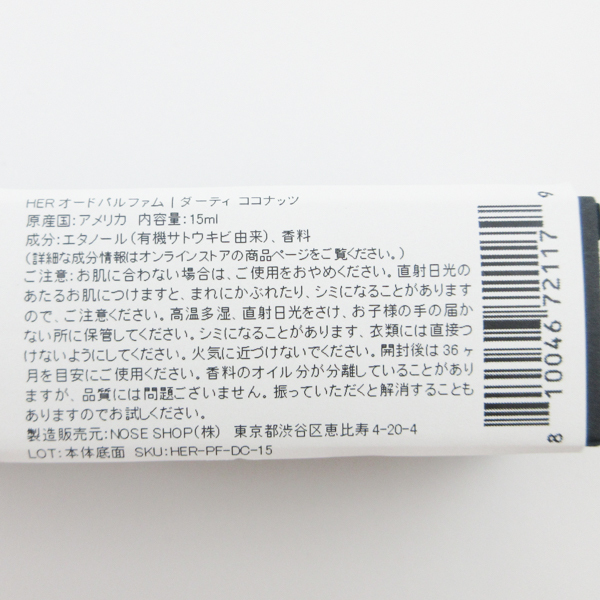 HER オードパルファム | ダーティ ココナッツ
原産国:アメリカ 内容量:15ml
成分:エタノール(有機サトウキビ由来)、香料
(詳細な成分情報はオンラインストアの商品ページをご覧ください。)
ご注意:お肌に合わない場合は、ご使用をおやめください。直射日光の
あたるお肌につけますと、まれにかぶれたり、シミになることがあります
ので、ご注意ください。高温多湿、直射日光をさけ、お子様の手の届か
ない所に保管してください。シミになることがあります、衣類には直接つ
けないようにしてください。火気に近づけないでください。開封後は36ヶ
月を目安にご使用ください。香料のオイル分が分離していることがあり
ますが、品質には問題ございません。振っていただくと解消することも
ありますのでお試しください。
製造販売元:NOSE SHOP(株) 東京都渋谷区恵比寿4-20-4
LOT:本体底面 SKU:HER-PF-DC-15
8 10046 72117 9